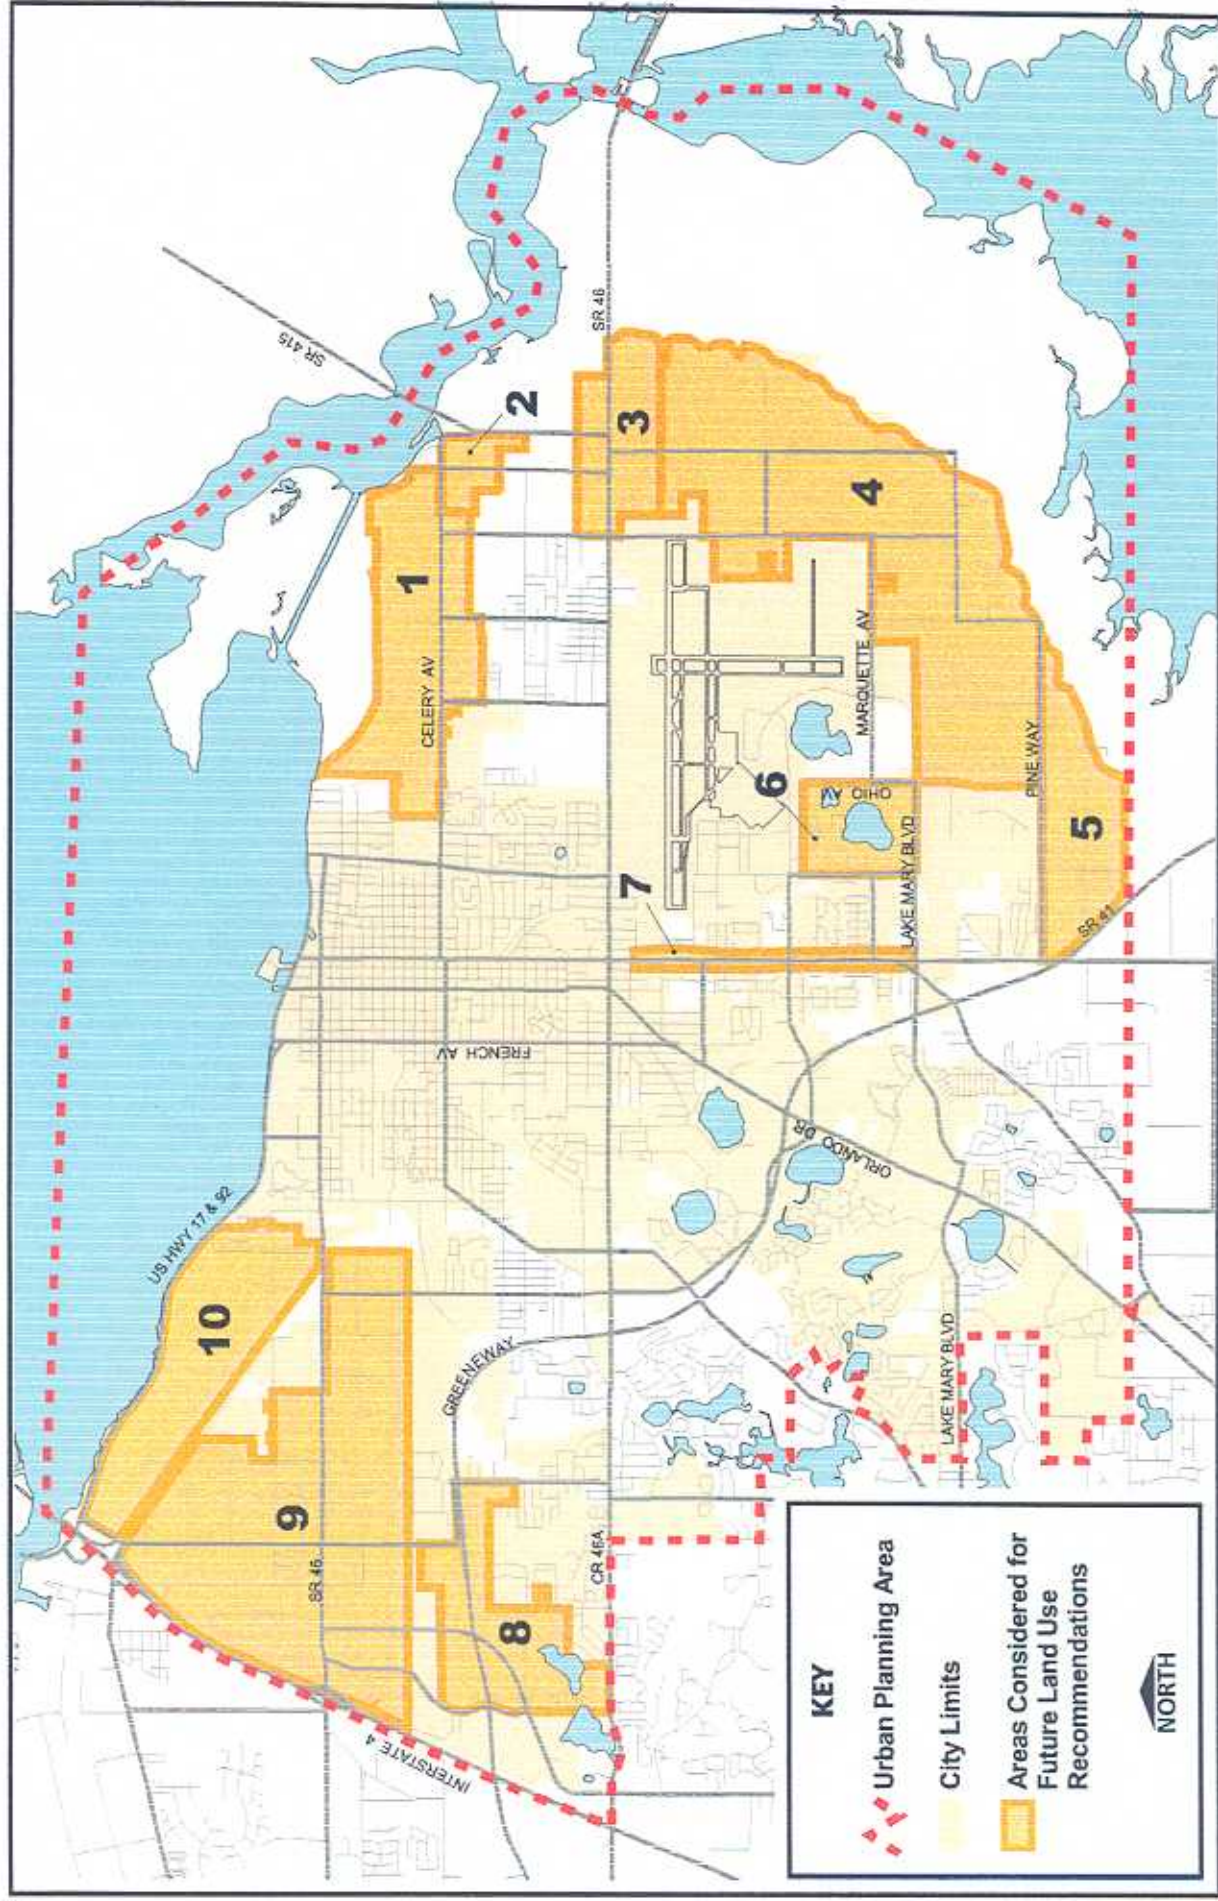 US HWY 17 & 92
INTERSTATE 4
SR 46
GREENEWAY
CR 46A
LAKE MARY BLVD
ORLANDO DR
FRENCH AV
CELERY AV
SR 415
SR 46
MARQUETTE AV
OHIO AV
LAKE MARY BLVD
PINE WAY
SR 41
1
2
3
4
5
6
7
8
9
10
KEY
Urban Planning Area
City Limits
Areas Considered for
Future Land Use
Recommendations
NORTH